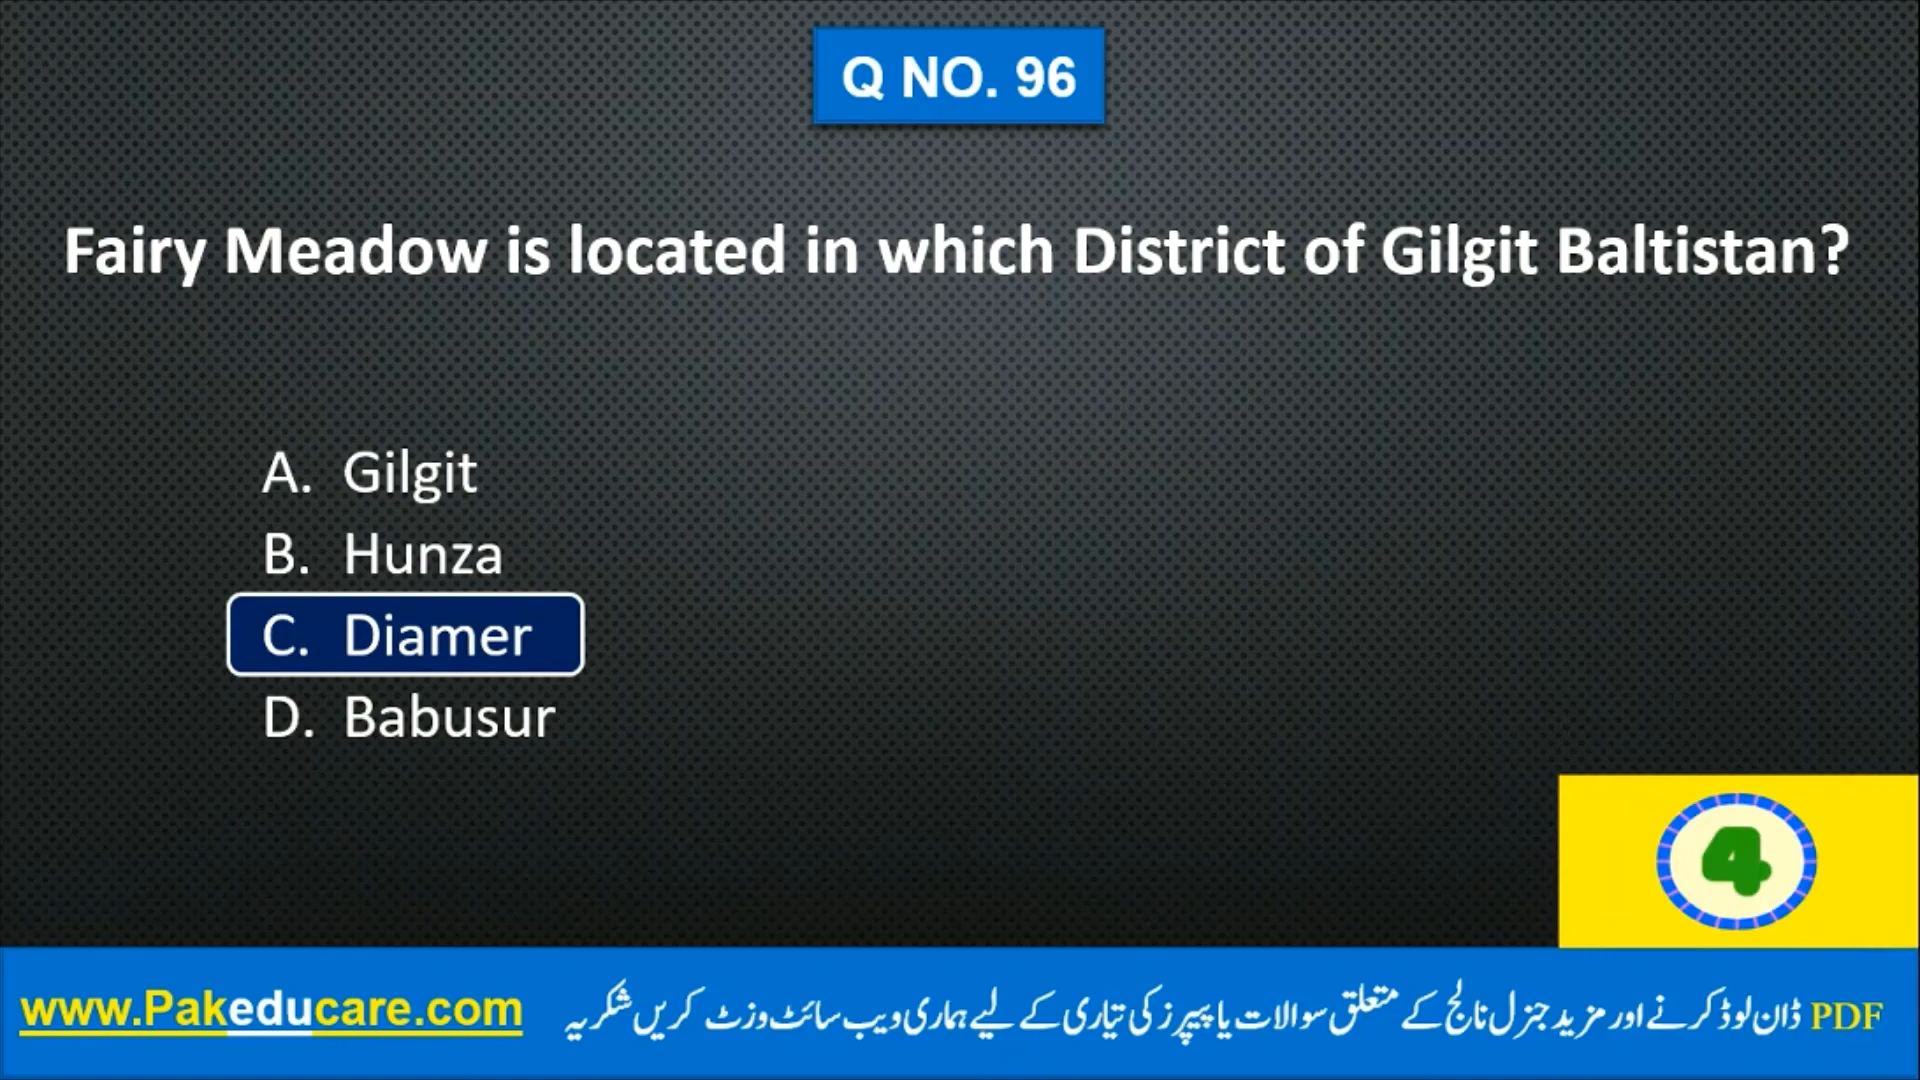 Q NO. 96
Fairy Meadow is located in which District of Gilgit Baltistan?
A. Gilgit
B. Hunza
C. Diamer
D. Babusur
4
www.Pakeducare.com
PDF ڈان لوڈ کرنے اور مزید جنرل نالج کے متعلق سوالات یا پیپرز کی تیاری کے لیے ہماری ویب سائٹ وزٹ کریں شکریہ